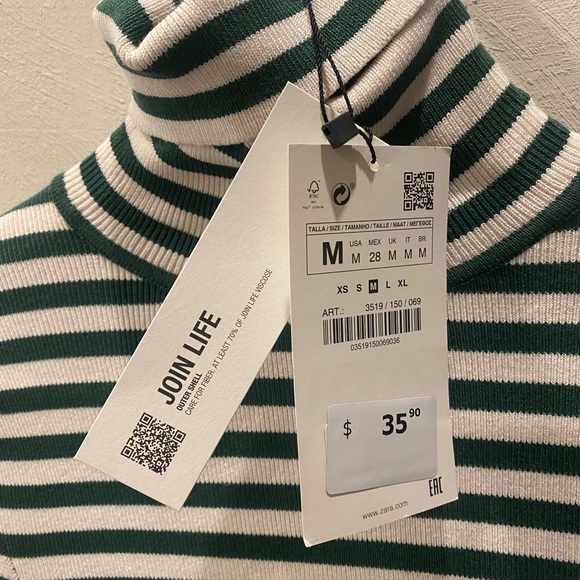 JOIN LIFE
OUTER SHELL
CARE FOR FIBER: AT LEAST 70% OF JOIN LIFE VISCOSE
FSC
TALLA / SIZE / TAMANHO / TAILLE / MAAT / ΜΕΓΕΘΟΣ
M USA MEX UK IT BR
M 28 M M M
XS S M L XL
ART.: 3519 / 150 / 069
03519150069036
$ 35 90
www.zara.com
EAC